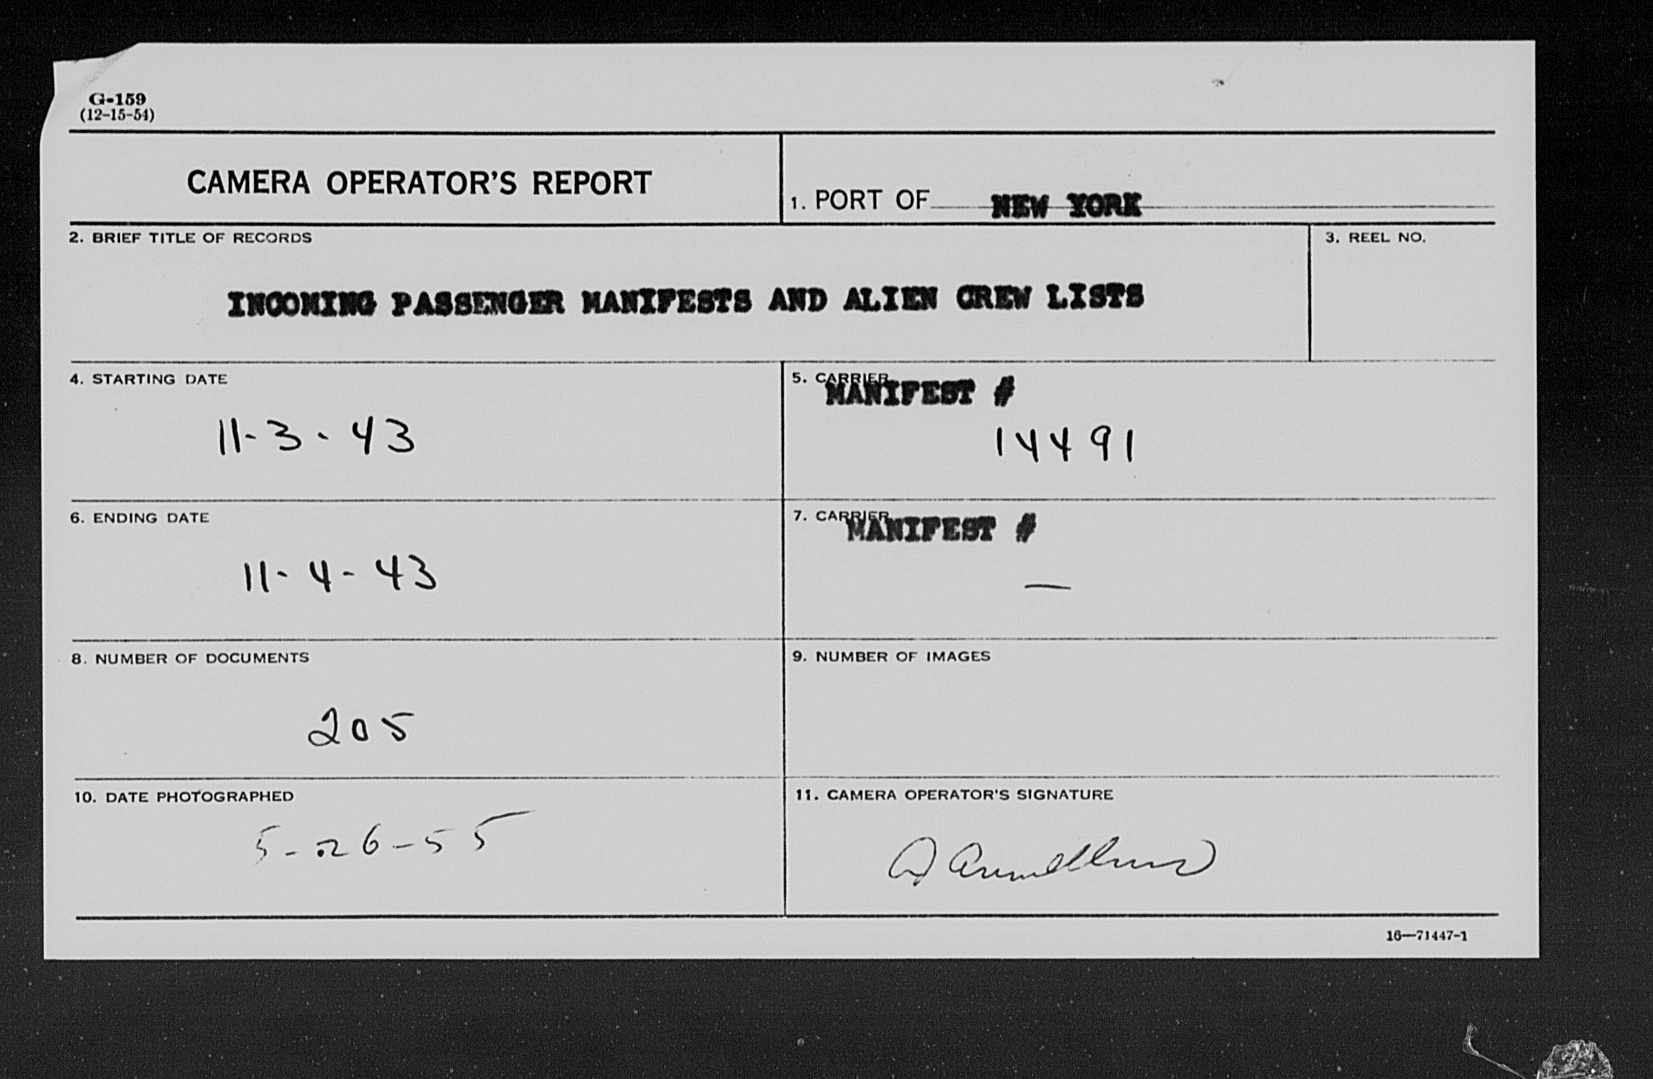 G-159
(12-15-54)
CAMERA OPERATOR'S REPORT
1. PORT OF NEW YORK
2. BRIEF TITLE OF RECORDS
3. REEL NO.
INCOMING PASSENGER MANIFESTS AND ALIEN CREW LISTS
4. STARTING DATE
11-3-43
5. CARRIER
MANIFEST #
14491
6. ENDING DATE
11-4-43
7. CARRIER
MANIFEST #
—
8. NUMBER OF DOCUMENTS
205
9. NUMBER OF IMAGES
10. DATE PHOTOGRAPHED
5-26-55
11. CAMERA OPERATOR'S SIGNATURE
16—71447-1